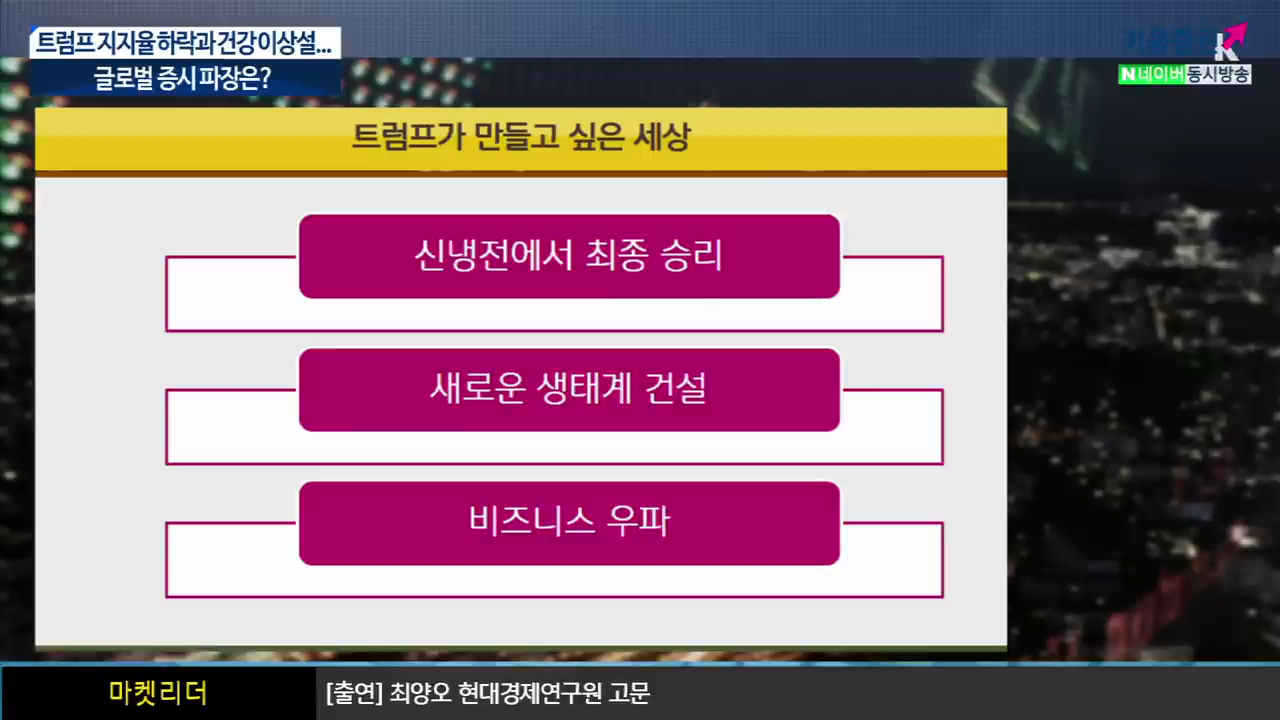 트럼프 지지율 하락과 건강 이상설...
글로벌 증시 파장은?
N 네이버 동시방송
트럼프가 만들고 싶은 세상
신냉전에서 최종 승리
새로운 생태계 건설
비즈니스 우파
마켓리더
[출연] 최양오 현대경제연구원 고문